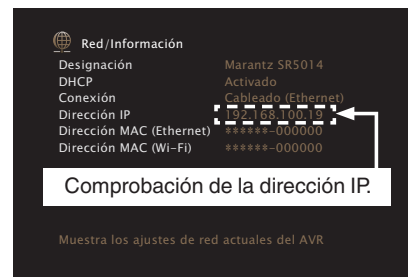 Red/Información
Designación Marantz SR5014
DHCP Activado
Conexión Cableado (Ethernet)
Dirección IP 192.168.100.19
Dirección MAC (Ethernet) ******-000000
Dirección MAC (Wi-Fi) ******-000000
Comprobación de la dirección IP.
Muestra los ajustes de red actuales del AVR